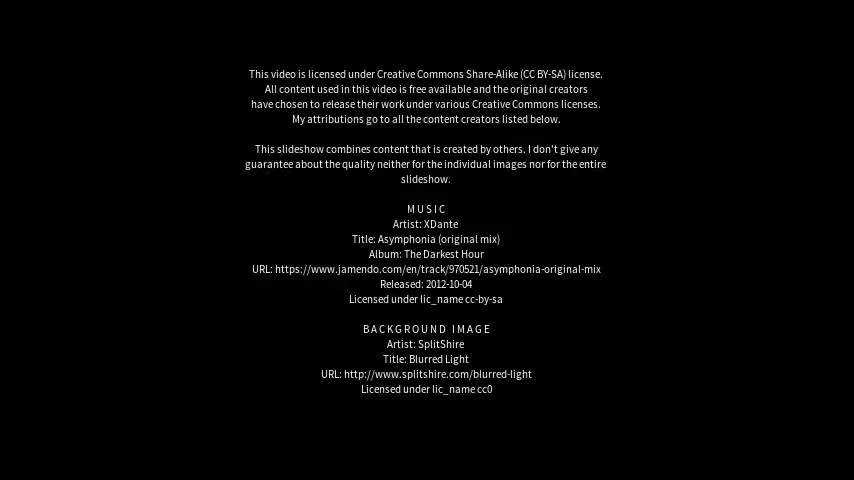 This video is licensed under Creative Commons Share-Alike (CC BY-SA) license.
All content used in this video is free available and the original creators
have chosen to release their work under various Creative Commons licenses.
My attributions go to all the content creators listed below.
This slideshow combines content that is created by others. I don't give any
guarantee about the quality neither for the individual images nor for the entire
slideshow.
MUSIC
Artist: XDante
Title: Asymphonia (original mix)
Album: The Darkest Hour
URL: https://www.jamendo.com/en/track/970521/asymphonia-original-mix
Released: 2012-10-04
Licensed under lic_name cc-by-sa
BACKGROUND IMAGE
Artist: SplitShire
Title: Blurred Light
URL: http://www.splitshire.com/blurred-light
Licensed under lic_name cc0